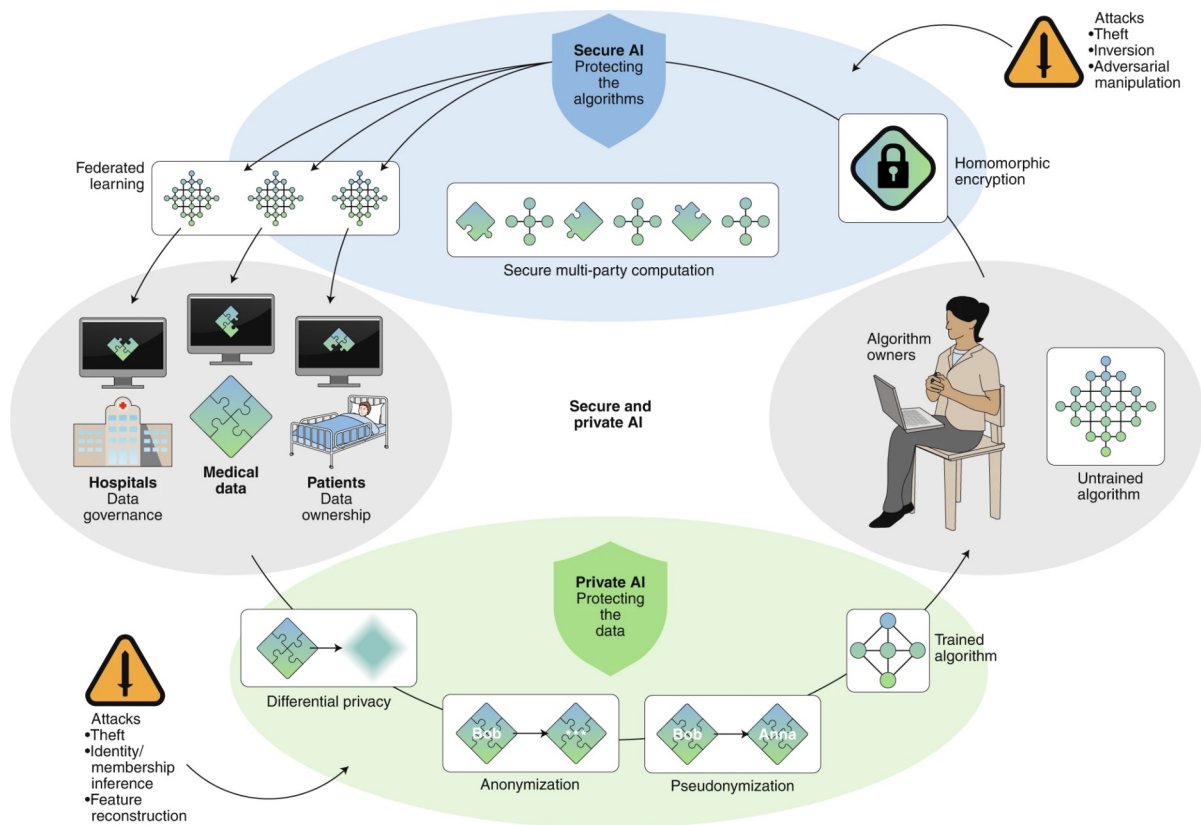 Secure AI
Protecting
the
algorithms
Attacks
•Theft
•Inversion
•Adversarial
manipulation
Federated
learning
Homomorphic
encryption
Secure multi-party computation
Algorithm
owners
Untrained
algorithm
Secure and
private AI
Hospitals
Data
governance
Medical
data
Patients
Data
ownership
Private AI
Protecting
the
data
Trained
algorithm
Differential privacy
Bob
***
Anonymization
Bob
Anna
Pseudonymization
Attacks
•Theft
•Identity/
membership
inference
•Feature
reconstruction